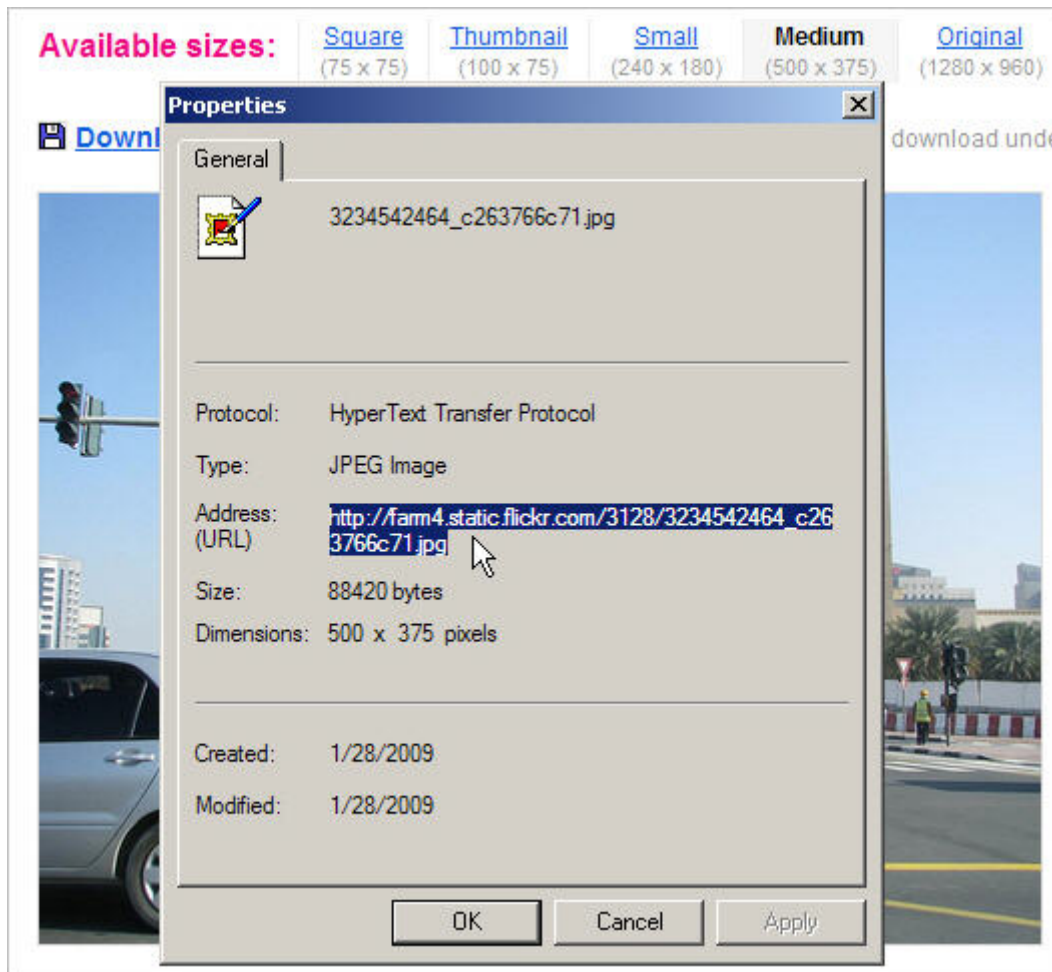 Available sizes:
Square
(75 x 75)
Thumbnail
(100 x 75)
Small
(240 x 180)
Medium
(500 x 375)
Original
(1280 x 960)
Properties
Downl
download unde
General
3234542464_c263766c71.jpg
Protocol: HyperText Transfer Protocol
Type: JPEG Image
Address: http://farm4.static.flickr.com/3128/3234542464_c26
(URL) 3766c71.jpg
Size: 88420 bytes
Dimensions: 500 x 375 pixels
Created: 1/28/2009
Modified: 1/28/2009
OK Cancel Apply